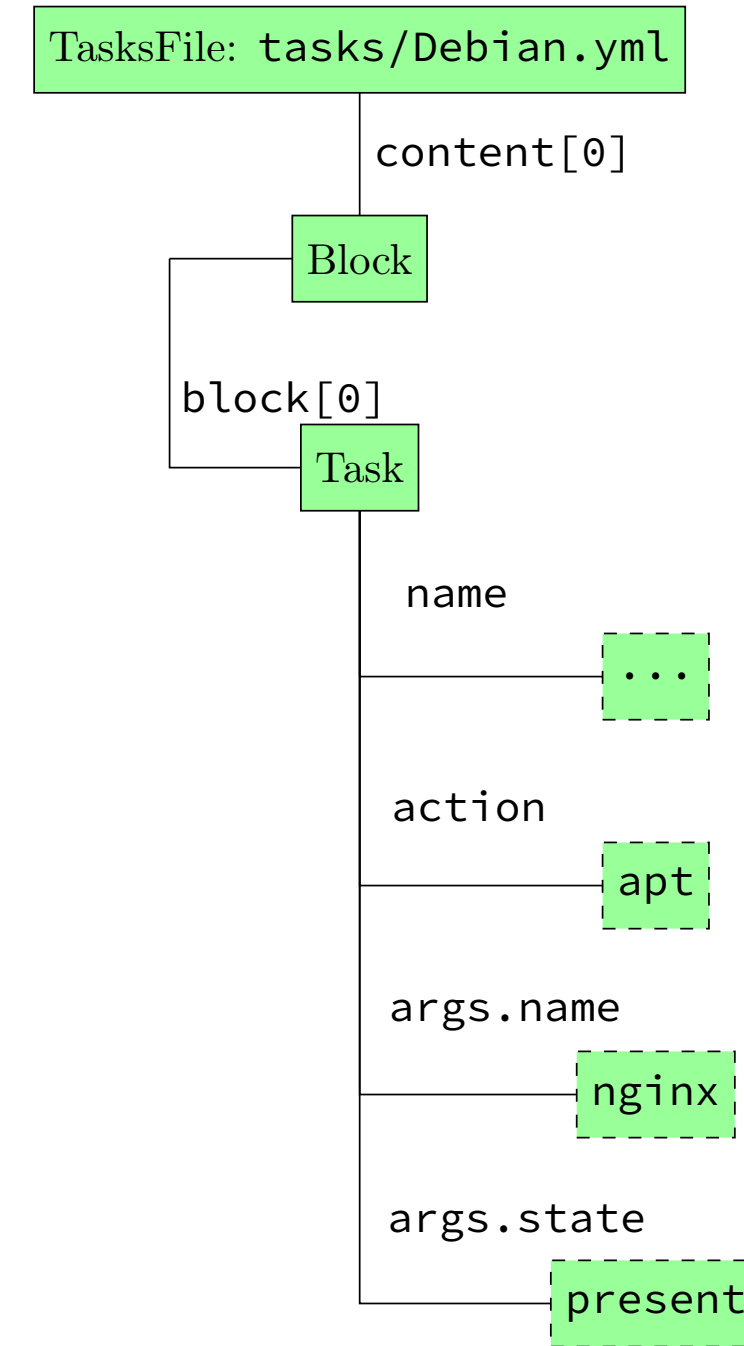 TasksFile: tasks/Debian.yml
content[0]
Block
block[0]
Task
name
...
action
apt
args.name
nginx
args.state
present